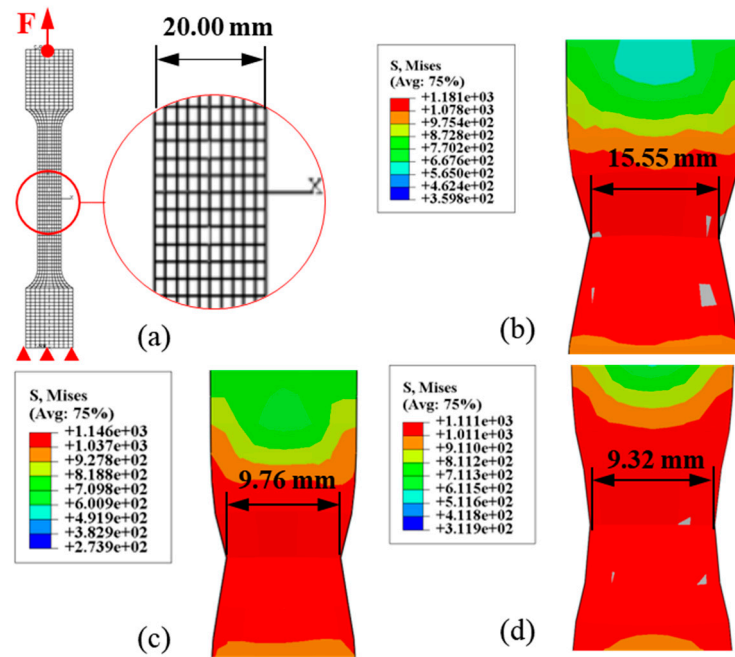 F
20.00 mm
X
(a)
S, Mises
(Avg: 75%)
+1.181e+03
+1.078e+03
+9.754e+02
+8.728e+02
+7.702e+02
+6.676e+02
+5.650e+02
+4.624e+02
+3.598e+02
15.55 mm
(b)
S, Mises
(Avg: 75%)
+1.146e+03
+1.037e+03
+9.278e+02
+8.188e+02
+7.098e+02
+6.009e+02
+4.919e+02
+3.829e+02
+2.739e+02
9.76 mm
(c)
S, Mises
(Avg: 75%)
+1.111e+03
+1.011e+03
+9.110e+02
+8.112e+02
+7.113e+02
+6.115e+02
+5.116e+02
+4.118e+02
+3.119e+02
9.32 mm
(d)